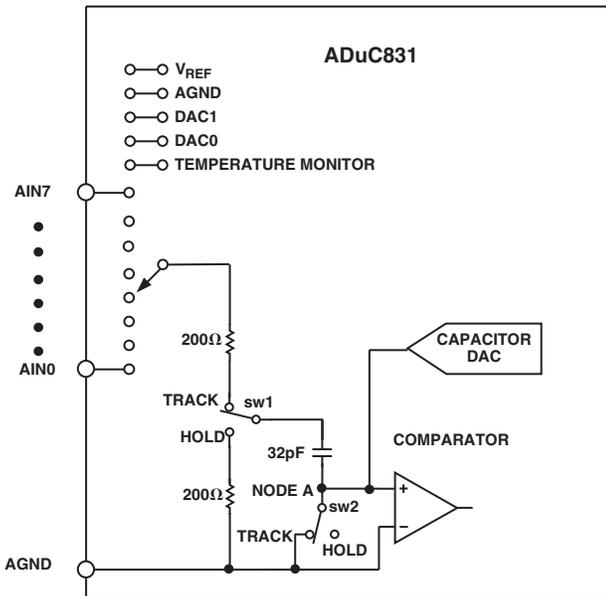 ADuC831
VREF
AGND
DAC1
DAC0
TEMPERATURE MONITOR
AIN7
200Ω
CAPACITOR
DAC
AIN0
TRACK
sw1
HOLD
COMPARATOR
32pF
200Ω
NODE A
+
sw2
−
TRACK
HOLD
AGND